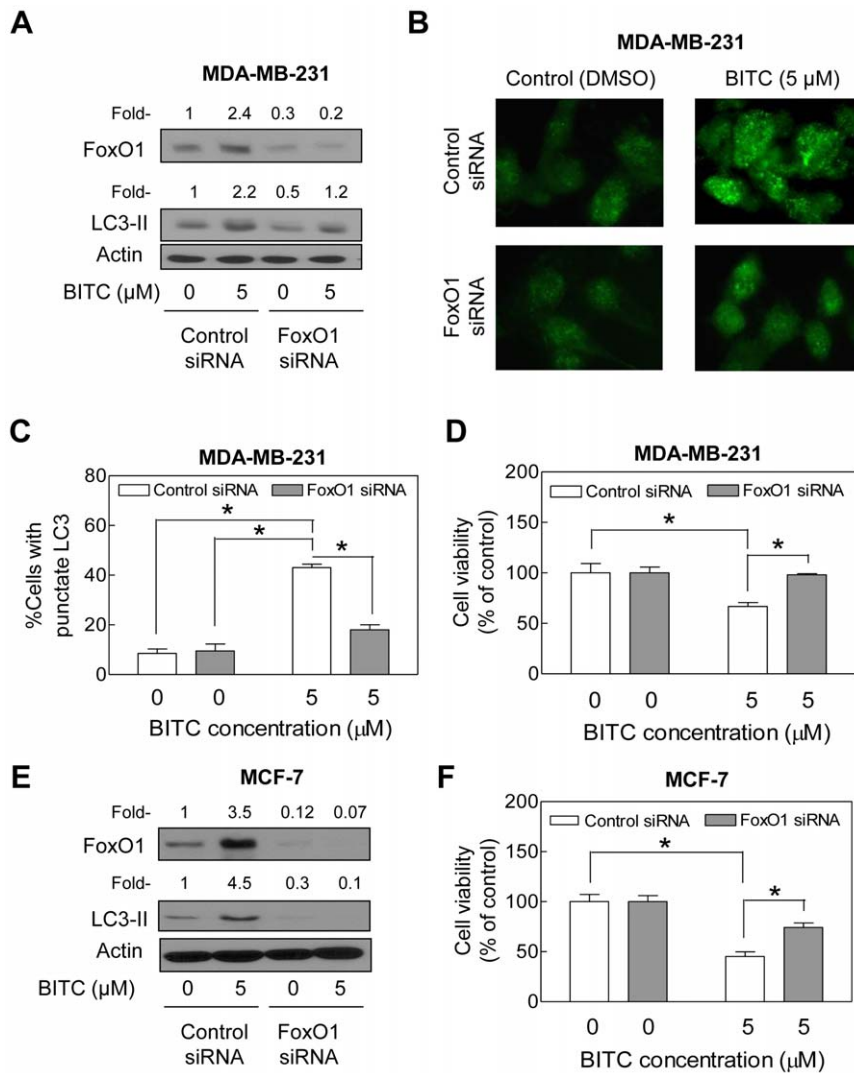 A
MDA-MB-231
Fold- 1 2.4 0.3 0.2
FoxO1
Fold- 1 2.2 0.5 1.2
LC3-II
Actin
BITC (µM) 0 5 0 5
Control siRNA
FoxO1 siRNA
B
MDA-MB-231
Control (DMSO) BITC (5 µM)
Control siRNA
FoxO1 siRNA
C
MDA-MB-231
80
60
40
20
0
%Cells with punctate LC3
Control siRNA FoxO1 siRNA
* * *
0 0 5 5
BITC concentration (µM)
D
MDA-MB-231
200
150
100
50
0
Cell viability (% of control)
Control siRNA FoxO1 siRNA
* *
0 0 5 5
BITC concentration (µM)
E
MCF-7
Fold- 1 3.5 0.12 0.07
FoxO1
Fold- 1 4.5 0.3 0.1
LC3-II
Actin
BITC (µM) 0 5 0 5
Control siRNA
FoxO1 siRNA
F
MCF-7
200
150
100
50
0
Cell viability (% of control)
Control siRNA FoxO1 siRNA
* *
0 0 5 5
BITC concentration (µM)